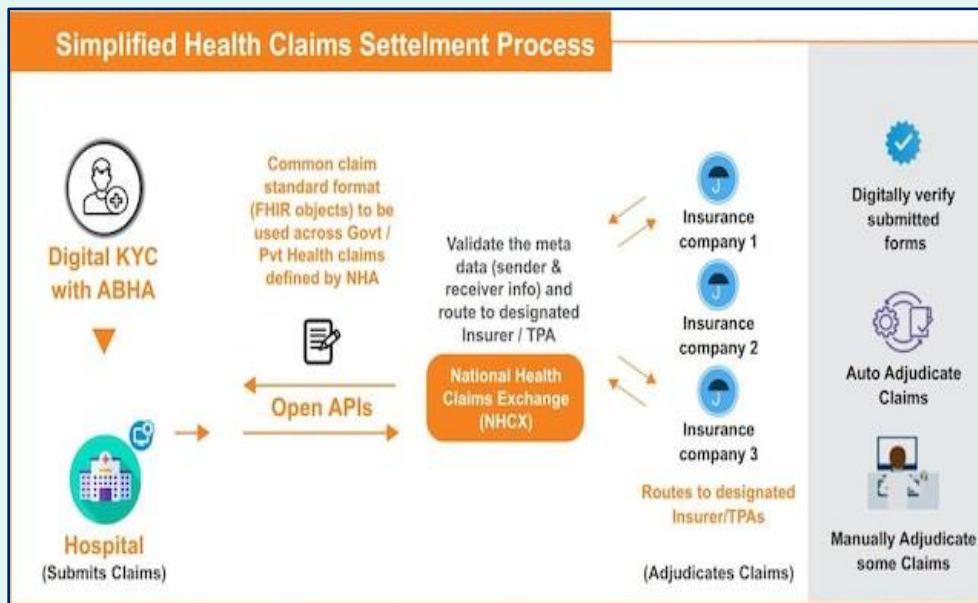 Simplified Health Claims Settelment Process
Digital KYC
with ABHA
Hospital
(Submits Claims)
Common claim
standard format
(FHIR objects) to be
used across Govt /
Pvt Health claims
defined by NHA
Open APIs
Validate the meta
data (sender &
receiver info) and
route to designated
Insurer / TPA
National Health
Claims Exchange
(NHCX)
Insurance
company 1
Insurance
company 2
Insurance
company 3
Routes to designated
Insurer/TPAs
(Adjudicates Claims)
Digitally verify
submitted
forms
Auto Adjudicate
Claims
Manually Adjudicate
some Claims